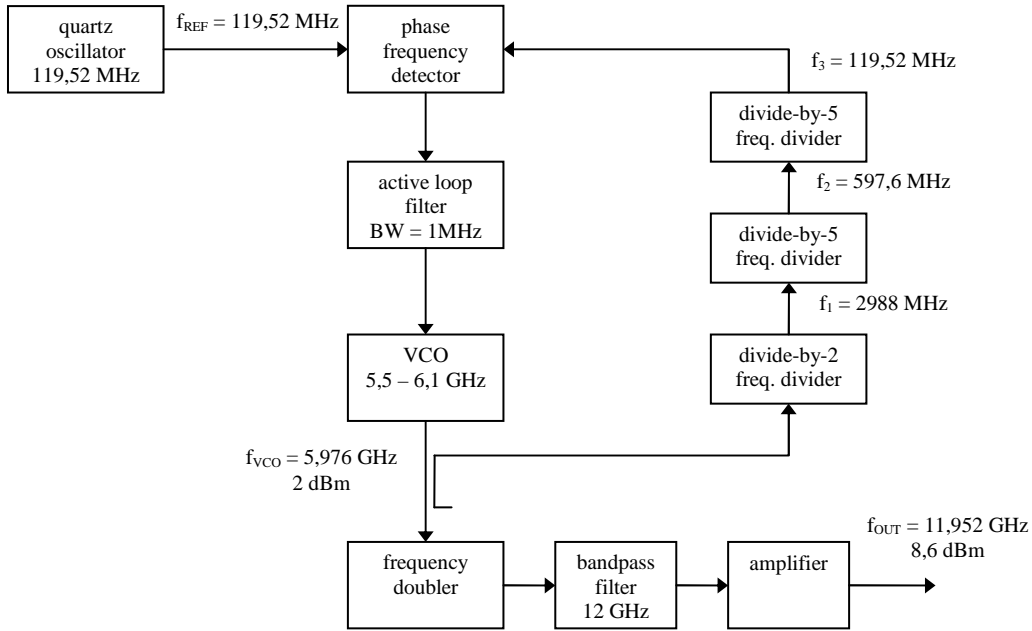 quartz
oscillator
119,52 MHz
fREF = 119,52 MHz
phase
frequency
detector
f3 = 119,52 MHz
divide-by-5
freq. divider
f2 = 597,6 MHz
active loop
filter
BW = 1MHz
divide-by-5
freq. divider
f1 = 2988 MHz
VCO
5,5 – 6,1 GHz
divide-by-2
freq. divider
fVCO = 5,976 GHz
2 dBm
frequency
doubler
bandpass
filter
12 GHz
amplifier
fOUT = 11,952 GHz
8,6 dBm